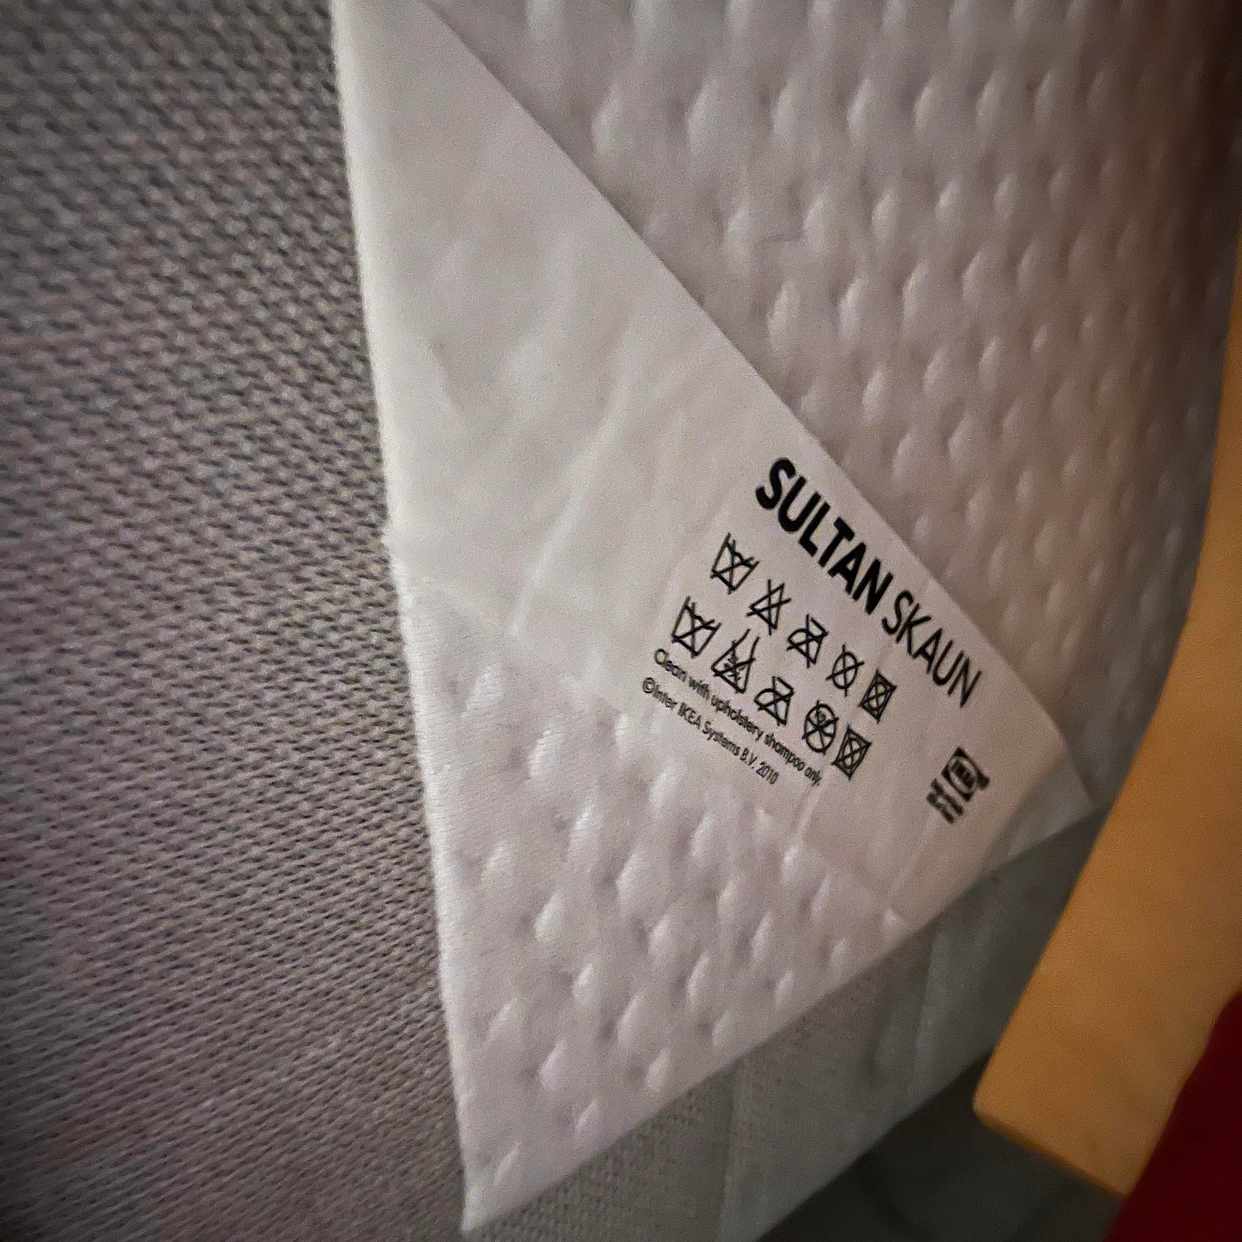 SULTAN SKAUN
Clean with upholstery shampoo only.
©Inter IKEA Systems B.V. 2010